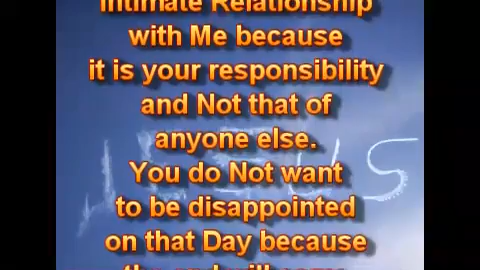 Intimate Relationship
with Me because
it is your responsibility
and Not that of
anyone else.
JESUS
You do Not want
to be disappointed
on that Day because